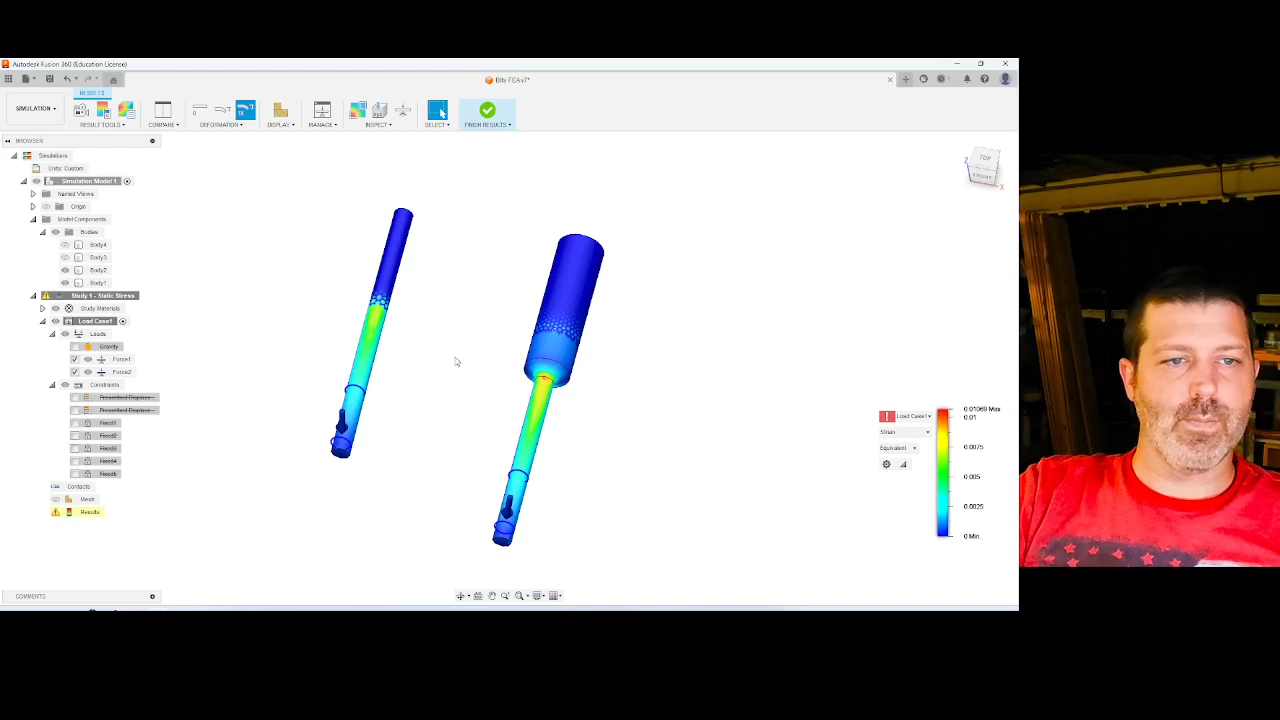 Autodesk Fusion 360 (Education License)
Bits FEAv7*
RESULTS
SIMULATION
RESULT TOOLS
COMPARE
DEFORMATION
DISPLAY
MANAGE
INSPECT
SELECT
FINISH RESULTS
BROWSER
Simulations
Units: Custom
Simulation Model 1
Named Views
Origin
Model Components
Bodies
Body4
Body3
Body2
Body1
Study 1 - Static Stress
Study Materials
Load Case1
Loads
Gravity
Force1
Force2
Constraints
Prescribed Displace...
Prescribed Displace...
Fixed1
Fixed2
Fixed3
Fixed4
Fixed5
Contacts
Mesh
Results
COMMENTS
TOP
FRONT
Z
X
Load Case1
Strain
Equivalent
0.01069 Max
0.01
0.0075
0.005
0.0025
0 Min.